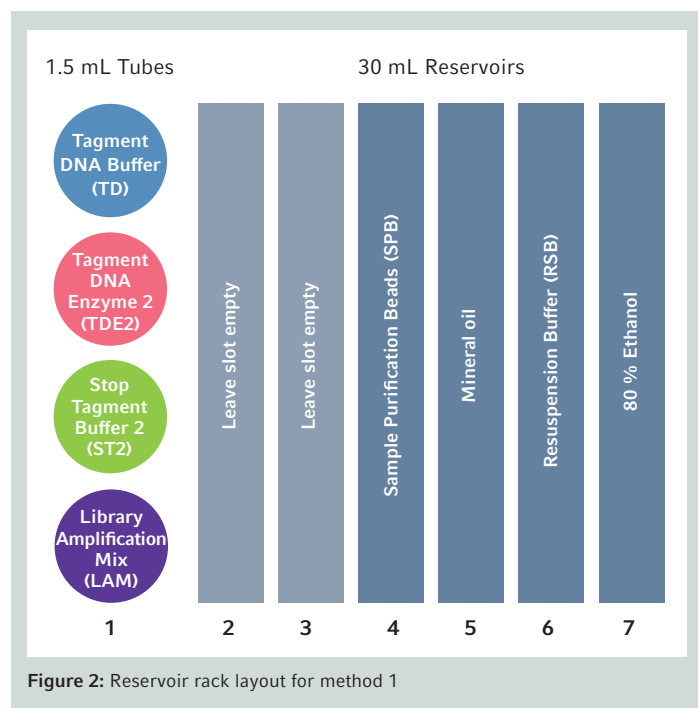 1.5 mL Tubes
30 mL Reservoirs
Tagment
DNA Buffer
(TD)
Tagment
DNA
Enzyme 2
(TDE2)
Stop
Tagment
Buffer 2
(ST2)
Library
Amplification
Mix
(LAM)
Leave slot empty
Leave slot empty
Sample Purification Beads (SPB)
Mineral oil
Resuspension Buffer (RSB)
80 % Ethanol
1 2 3 4 5 6 7
Figure 2: Reservoir rack layout for method 1